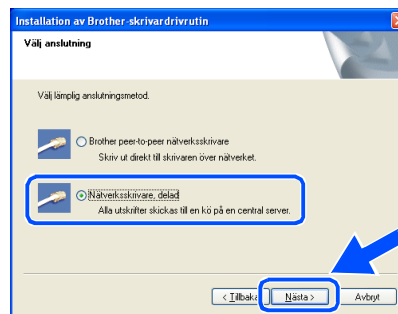 Installation av Brother-skrivardrivrutin
Välj anslutning
Välj lämplig anslutningsmetod.
Brother peer-to-peer nätverksskrivare
Skriv ut direkt till skrivaren över nätverket.
Nätverksskrivare, delad
Alla utskrifter skickas till en kö på en central server.
< Tillbaka Nästa > Avbryt